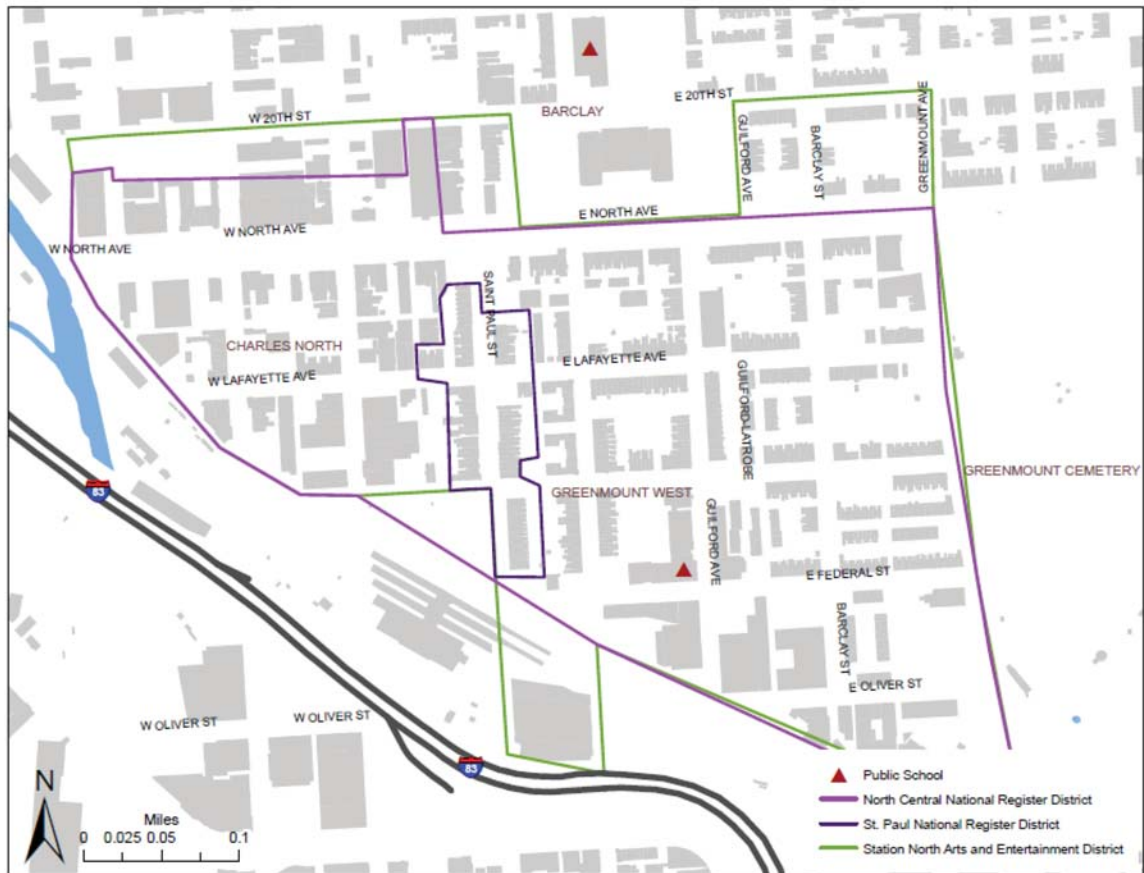 BARCLAY
W 20TH ST
E 20TH ST
GUILFORD AVE
BARCLAY ST
GREENMOUNT AVE
E NORTH AVE
W NORTH AVE
W NORTH AVE
SAINT PAUL ST
CHARLES NORTH
E LAFAYETTE AVE
W LAFAYETTE AVE
GUILFORD-LATROBE
GREENMOUNT CEMETERY
83
GREENMOUNT WEST
GUILFORD AVE
E FEDERAL ST
BARCLAY ST
E OLIVER ST
W OLIVER ST
W OLIVER ST
83
N
Miles
0 0.025 0.05 0.1
Public School
North Central National Register District
St. Paul National Register District
Station North Arts and Entertainment District